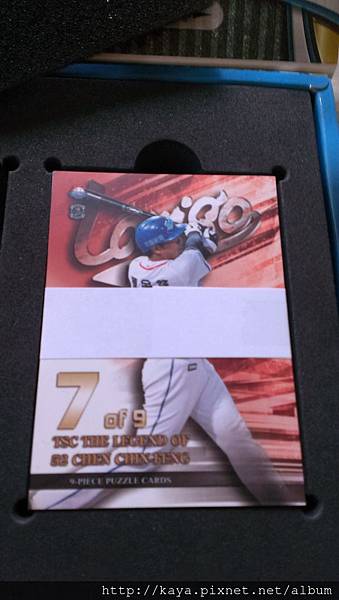 Lamigo
7 of 9
TSC THE LEGEND OF
52 CHEN CHIN-FENG
9-PIECE PUZZLE CARDS
http://kaya.pixnet.net/album